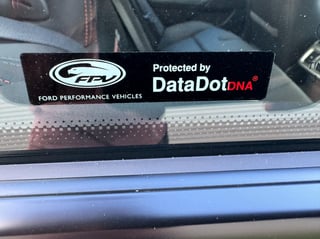 FPV
FORD PERFORMANCE VEHICLES
Protected by
DataDotDNA®